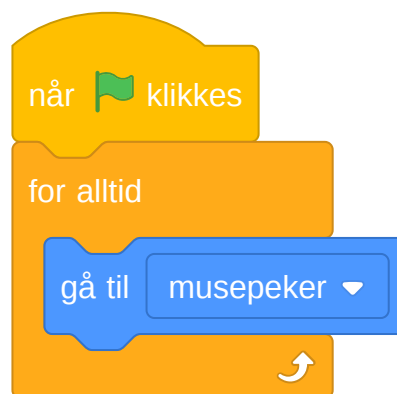 når klikkes
for alltid
gå til musepeker